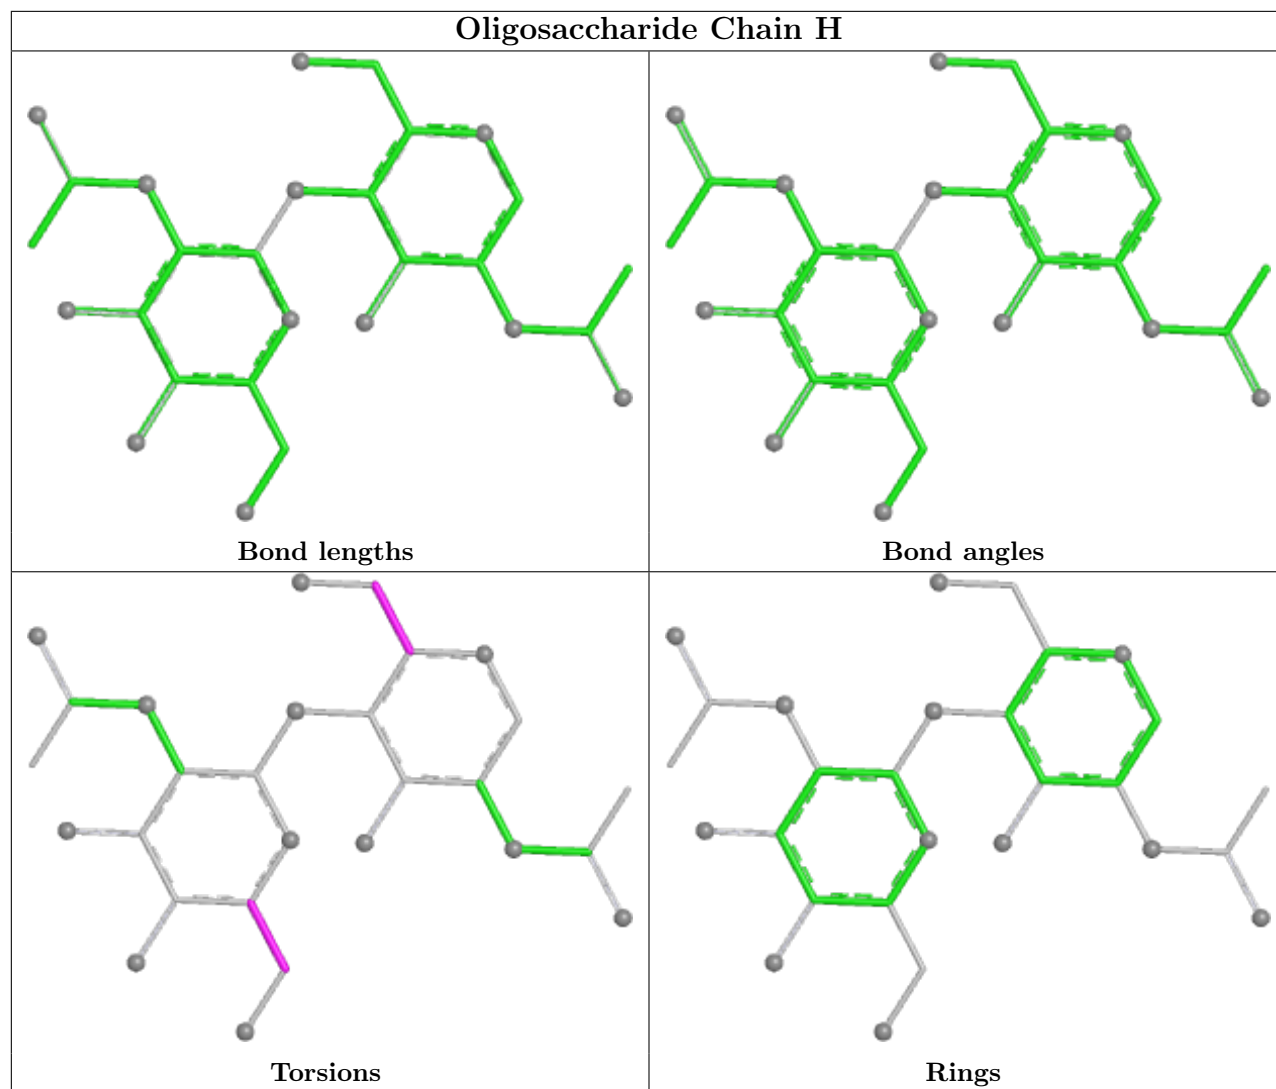 Oligosaccharide Chain H
Bond lengths
Bond angles
Torsions
Rings